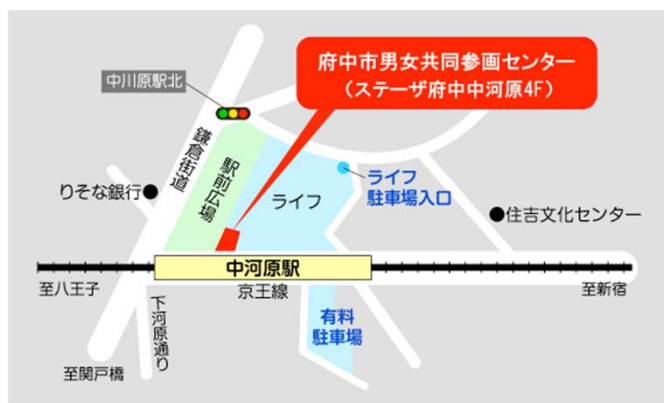 府中市男女共同参画センター
（ステーザ府中中河原4F）
中川原駅北
鎌倉街道
駅前広場
りそな銀行
ライフ
ライフ
駐車場入口
住吉文化センター
中河原駅
至八王子
京王線
至新宿
下河原通り
有料
駐車場
至関戸橋